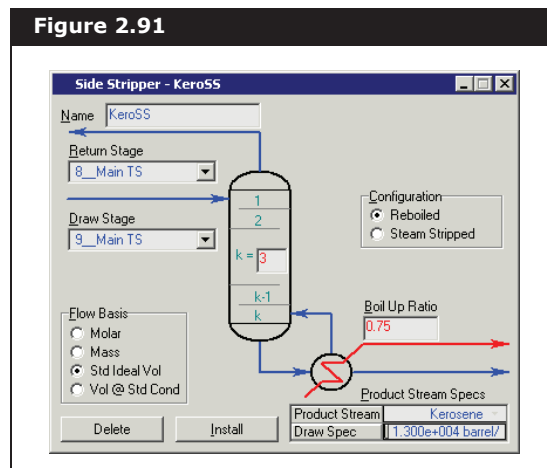 Figure 2.91
Side Stripper - KeroSS
Name KeroSS
Return Stage
8__Main TS
Draw Stage
9__Main TS
1
2
k = 3
k-1
k
Configuration
Reboiled
Steam Stripped
Flow Basis
Molar
Mass
Std Ideal Vol
Vol @ Std Cond
Boil Up Ratio
0.75
Product Stream Specs
Product Stream Kerosene
Draw Spec 1.300e+004 barrel/
Delete Install